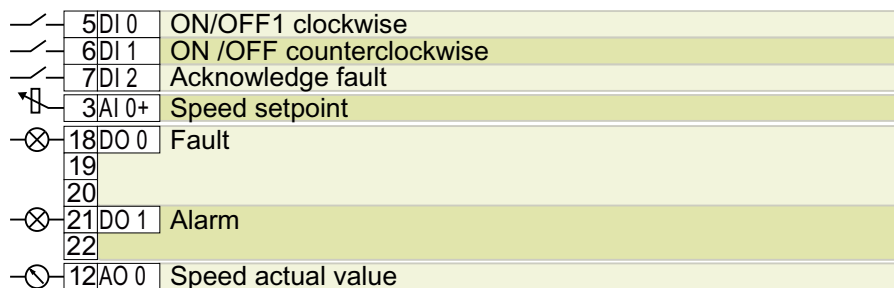 5 DI 0 ON/OFF1 clockwise
6 DI 1 ON /OFF counterclockwise
7 DI 2 Acknowledge fault
3 AI 0+ Speed setpoint
18 DO 0 Fault
19
20
21 DO 1 Alarm
22
12 AO 0 Speed actual value